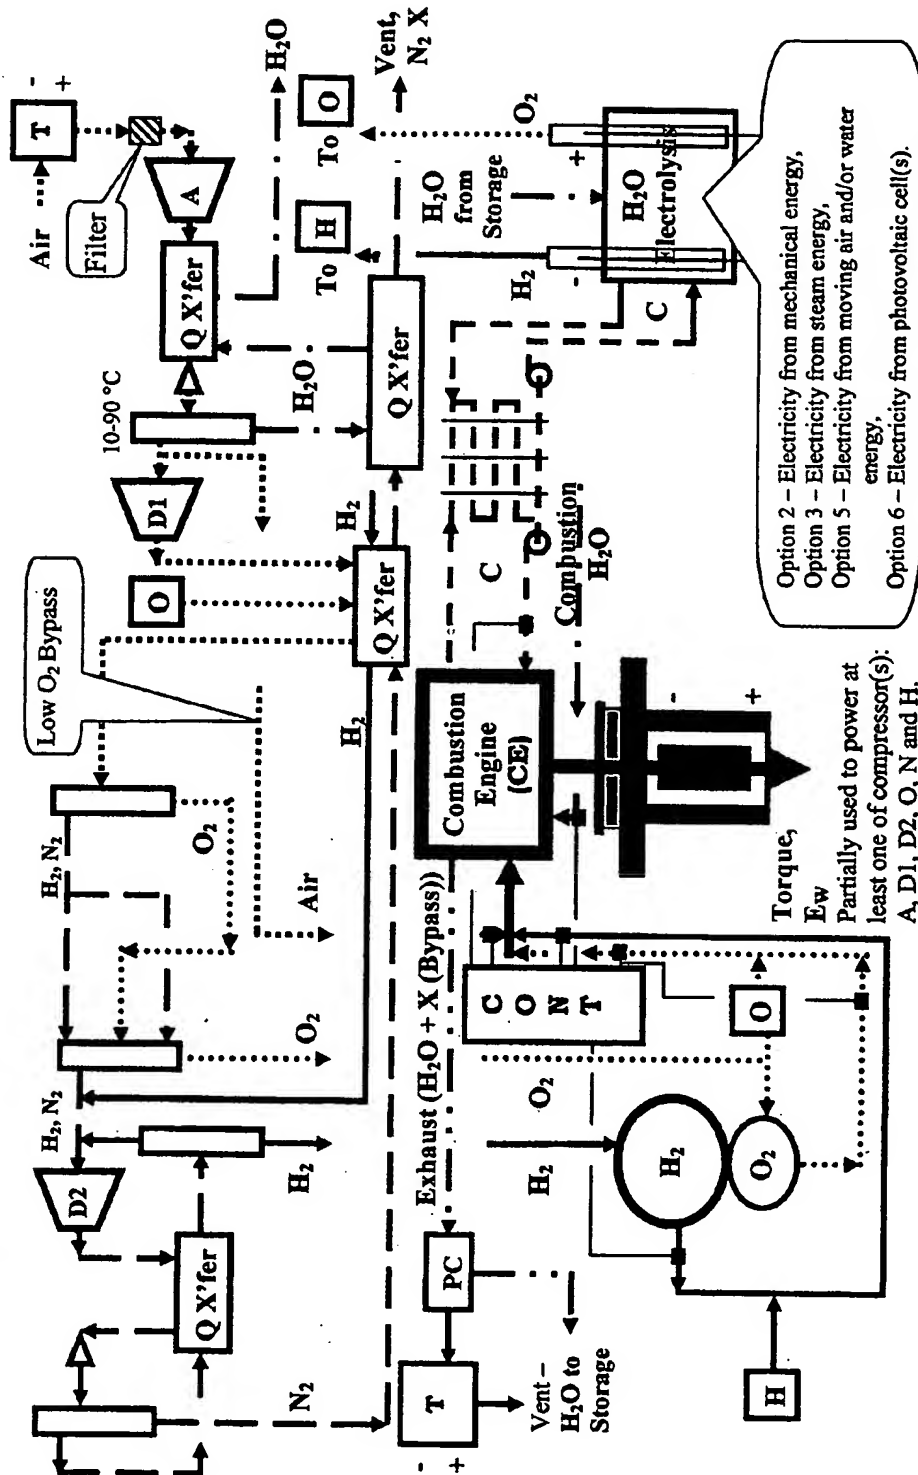 Low O₂ Bypass
10-90 °C
Air
Filter
T
-
+
A
D1
D2
O
Q X'fer
H₂O
H₂, N₂
H₂, N₂
O₂
O₂
Air
H₂
Q X'fer
N₂
H₂
H₂
Q X'fer
H₂O
Q X'fer
Vent,
N₂ X
To H
To O
T
-
+
PC
Exhaust (H₂O + X (Bypass))
Vent –
H₂O to
Storage
H₂
O₂
H₂
O₂
H
O
C
O
N
T
Combustion
Engine
(CE)
C
Combustion
H₂O
-
+
H₂
H₂O
from
Storage
O₂
C
-
+
H₂O
Electrolysis
Torque,
Ew
Partially used to power at
least one of compressor(s):
A, D1, D2, O, N and H.
Option 2 – Electricity from mechanical energy,
Option 3 – Electricity from steam energy,
Option 5 – Electricity from moving air and/or water
energy,
Option 6 – Electricity from photovoltaic cell(s).